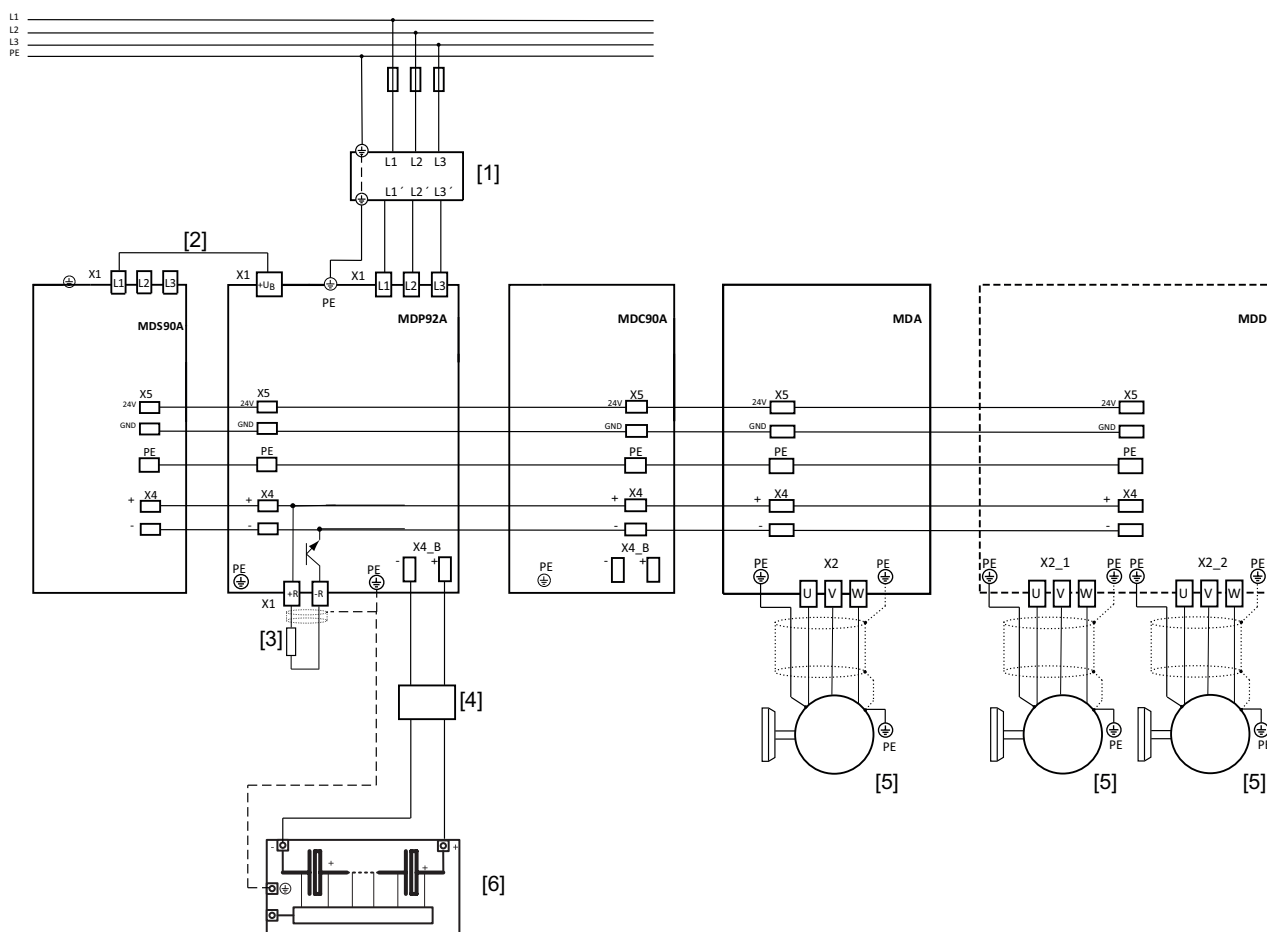 L1
L2
L3
PE
L1 L2 L3
[1]
L1´ L2´ L3´
[2]
X1 L1 L2 L3
X1 +UB
PE
X1 L1 L2 L3
MDS90A
MDP92A
MDC90A
MDA
MDD
X5 X5 X5 X5 X5
24V 24V 24V 24V 24V
GND GND GND GND GND
PE PE PE PE PE
+ X4 + X4 + X4 + X4 + X4
- - - - -
X4_B
- +
X4_B
- +
PE PE PE
PE X2 PE
PE X2_1 PE
PE X2_2 PE
X1 +R -R
U V W
U V W
U V W
[3]
[4]
PE
PE
PE
[5]
[5]
[5]
- +
+ +
[6]